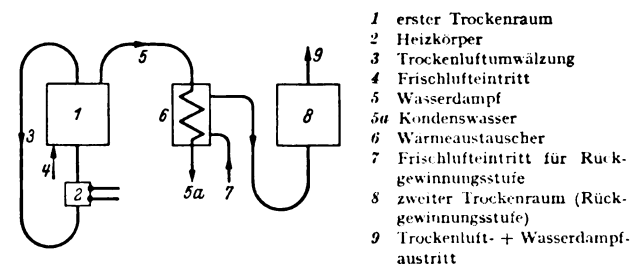 1 erster Trockenraum
2 Heizkörper
3 Trockenluftumwälzung
4 Frischlufteintritt
5 Wasserdampf
5a Kondenswasser
6 Wärmeaustauscher
7 Frischlufteintritt für Rück-
gewinnungsstufe
8 zweiter Trockenraum (Rück-
gewinnungsstufe)
9 Trockenluft- + Wasserdampf-
austritt
5
9
1
6
8
3
4
2
5a
7